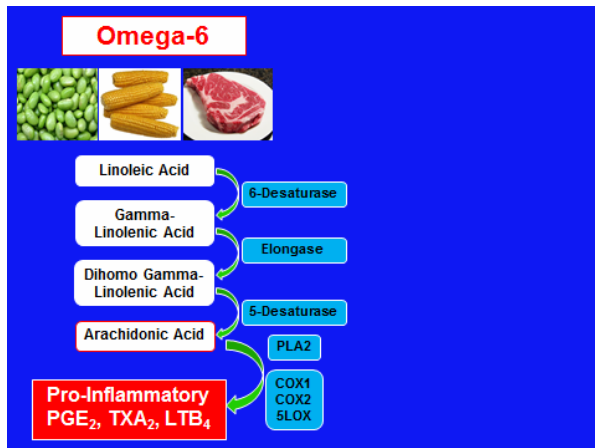 Omega-6
Linoleic Acid
6-Desaturase
Gamma-
Linolenic Acid
Elongase
Dihomo Gamma-
Linolenic Acid
5-Desaturase
Arachidonic Acid
PLA2
COX1
COX2
5LOX
Pro-Inflammatory
PGE₂, TXA₂, LTB₄